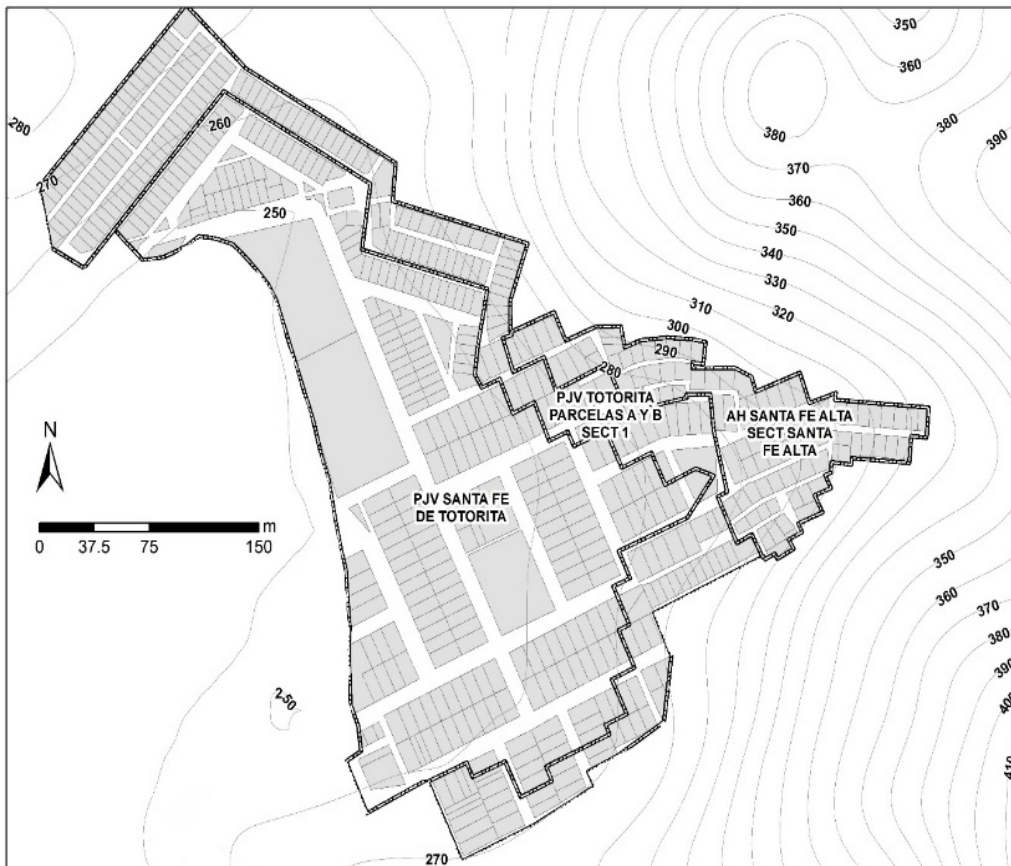 350
360
380
390
280
260
380
370
270
360
250
350
340
330
310
320
300
290
280
PJV TOTORITA
PARCELAS A Y B
SECT 1
AH SANTA FE ALTA
SECT SANTA
FE ALTA
N
PJV SANTA FE
DE TOTORITA
m
0 37.5 75 150
350
360
370
380
390
400
250
410
270